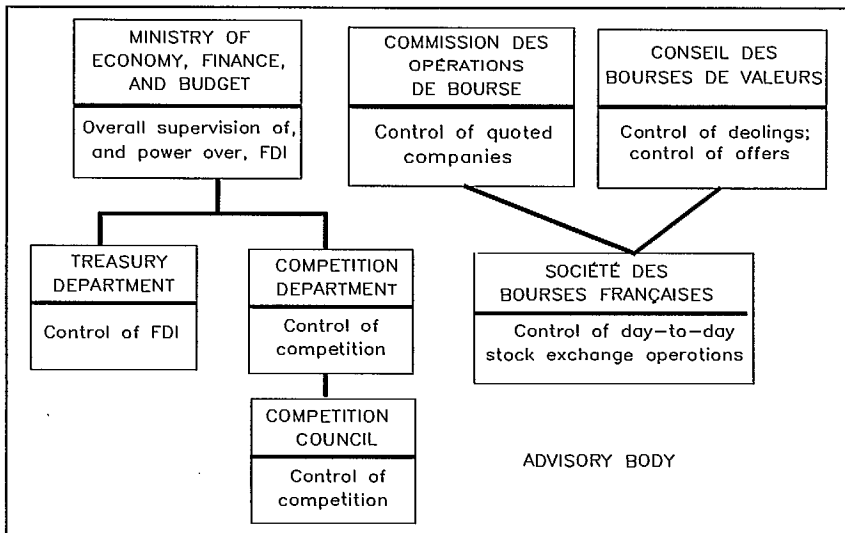 MINISTRY OF
ECONOMY, FINANCE,
AND BUDGET
Overall supervision of,
and power over, FDI
COMMISSION DES
OPÉRATIONS
DE BOURSE
Control of quoted
companies
CONSEIL DES
BOURSES DE VALEURS
Control of deolings;
control of offers
TREASURY
DEPARTMENT
Control of FDI
COMPETITION
DEPARTMENT
Control of
competition
SOCIÉTÉ DES
BOURSES FRANÇAISES
Control of day-to-day
stock exchange operations
COMPETITION
COUNCIL
Control of
competition
ADVISORY BODY